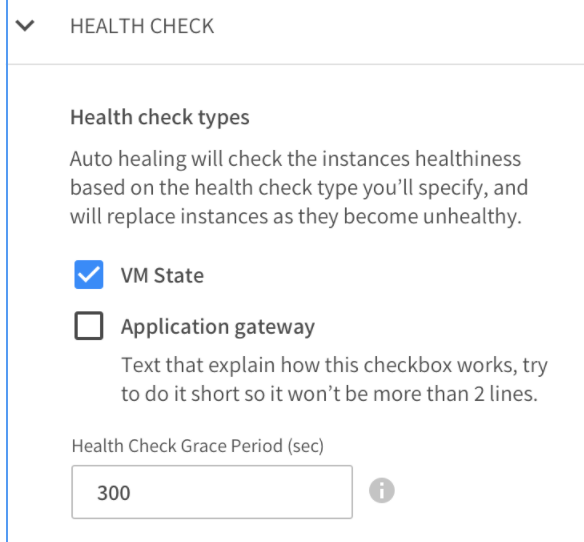 HEALTH CHECK
Health check types
Auto healing will check the instances healthiness
based on the health check type you'll specify, and
will replace instances as they become unhealthy.
VM State
Application gateway
Text that explain how this checkbox works, try
to do it short so it won't be more than 2 lines.
Health Check Grace Period (sec)
300